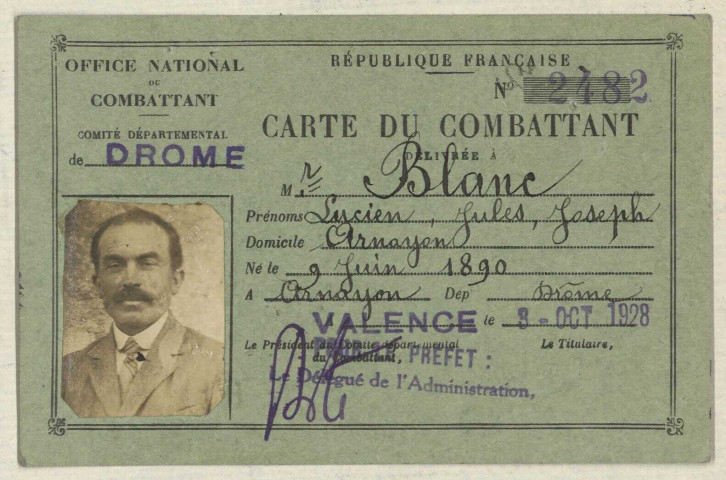 OFFICE NATIONAL
DU
COMBATTANT
COMITÉ DÉPARTEMENTAL
de DROME
RÉPUBLIQUE FRANÇAISE
N° 2482
CARTE DU COMBATTANT
DÉLIVRÉE A
Mr Blanc
Prénoms Lucien, Jules, Joseph
Domicile Arnayon
Né le 9 Juin 1890
A Arnayon Dep Drôme
VALENCE le 3 - OCT 1928
Le Président du Comité départemental
du Combattant,
Le Titulaire,
PREFET :
Le Délégué de l'Administration,